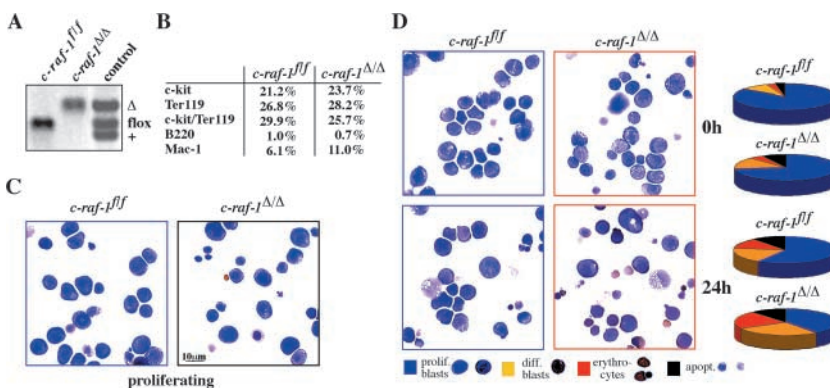 A
c-raf-1f/f
c-raf-1Δ/Δ
control
Δ
flox
+
B
c-raf-1f/f c-raf-1Δ/Δ
c-kit 21.2% 23.7%
Ter119 26.8% 28.2%
c-kit/Ter119 29.9% 25.7%
B220 1.0% 0.7%
Mac-1 6.1% 11.0%
C
c-raf-1f/f c-raf-1Δ/Δ
10µm
proliferating
D
c-raf-1f/f c-raf-1Δ/Δ
c-raf-1f/f
0h
c-raf-1Δ/Δ
c-raf-1f/f
24h
c-raf-1Δ/Δ
prolif. blasts
diff. blasts
erythro- cytes
apopt.